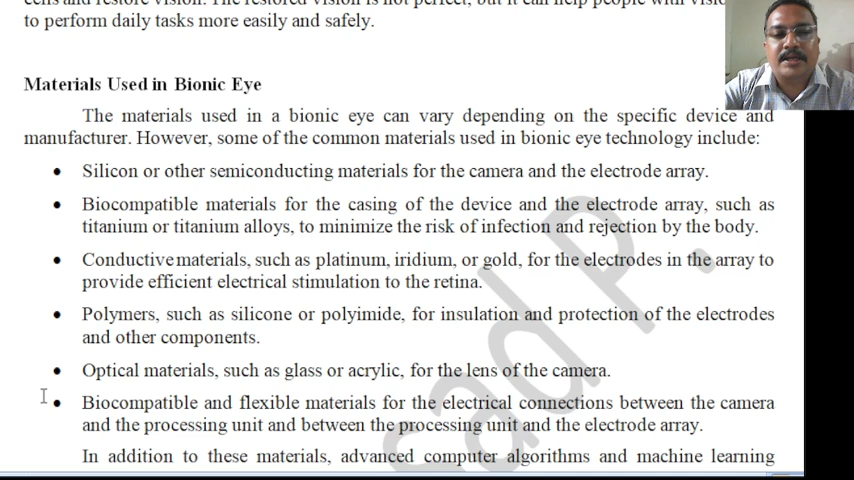 to perform daily tasks more easily and safely.
Materials Used in Bionic Eye
The materials used in a bionic eye can vary depending on the specific device and
manufacturer. However, some of the common materials used in bionic eye technology include:
• Silicon or other semiconducting materials for the camera and the electrode array.
• Biocompatible materials for the casing of the device and the electrode array, such as
titanium or titanium alloys, to minimize the risk of infection and rejection by the body.
• Conductive materials, such as platinum, iridium, or gold, for the electrodes in the array to
provide efficient electrical stimulation to the retina.
• Polymers, such as silicone or polyimide, for insulation and protection of the electrodes
and other components.
• Optical materials, such as glass or acrylic, for the lens of the camera.
• Biocompatible and flexible materials for the electrical connections between the camera
and the processing unit and between the processing unit and the electrode array.
In addition to these materials, advanced computer algorithms and machine learning